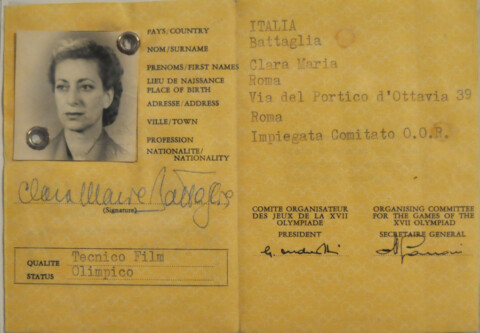 PAYS/COUNTRY
NOM/SURNAME
PRENOMS/FIRST NAMES
LIEU DE NAISSANCE
PLACE OF BIRTH
ADRESSE/ADDRESS
VILLE/TOWN
PROFESSION
NATIONALITE/
NATIONALITY
Clara Maria Battaglia
(Signature)
QUALITE
STATUS
Tecnico Film
Olimpico
ITALIA
Battaglia
Clara Maria
Roma
Via del Portico d'Ottavia 39
Roma
Impiegata Comitato O.O.R.
COMITE ORGANISATEUR
DES JEUX DE LA XVII
OLYMPIADE
PRESIDENT
ORGANISING COMMITTEE
FOR THE GAMES OF THE
XVII OLYMPIAD
SECRETAIRE GENERAL